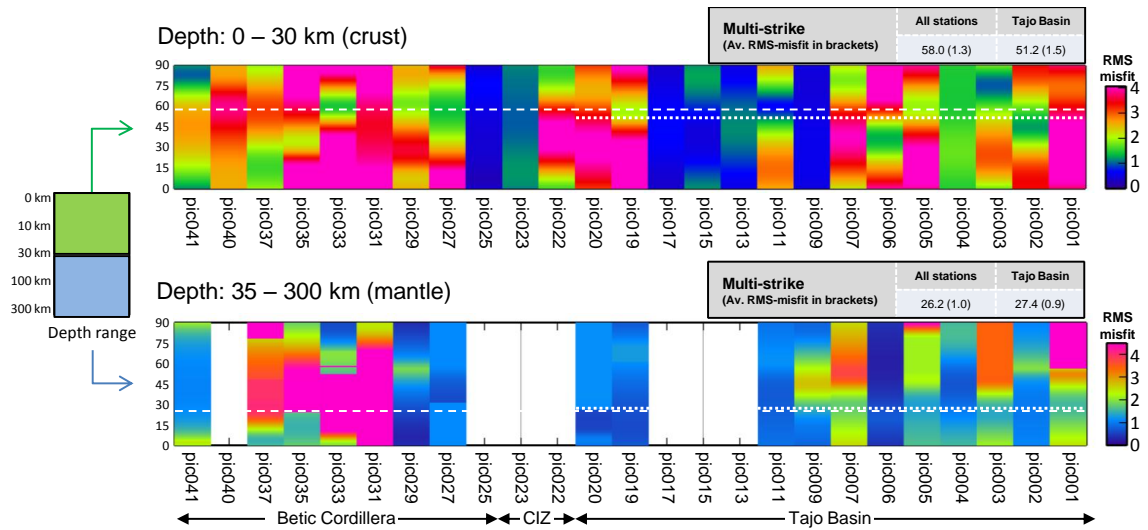 Depth: 0 – 30 km (crust)
Multi-strike
(Av. RMS-misfit in brackets)
All stations
Tajo Basin
58.0 (1.3)
51.2 (1.5)
RMS
misfit
90
75
60
45
30
15
0
4
3
2
1
0
pic041
pic040
pic037
pic035
pic033
pic031
pic029
pic027
pic025
pic023
pic022
pic020
pic019
pic017
pic015
pic013
pic011
pic009
pic007
pic006
pic005
pic004
pic003
pic002
pic001
0 km
10 km
30 km
100 km
300 km
Depth range
Depth: 35 – 300 km (mantle)
Multi-strike
(Av. RMS-misfit in brackets)
All stations
Tajo Basin
26.2 (1.0)
27.4 (0.9)
RMS
misfit
90
75
60
45
30
15
0
4
3
2
1
0
pic041
pic040
pic037
pic035
pic033
pic031
pic029
pic027
pic025
pic023
pic022
pic020
pic019
pic017
pic015
pic013
pic011
pic009
pic007
pic006
pic005
pic004
pic003
pic002
pic001
Betic Cordillera
CIZ
Tajo Basin